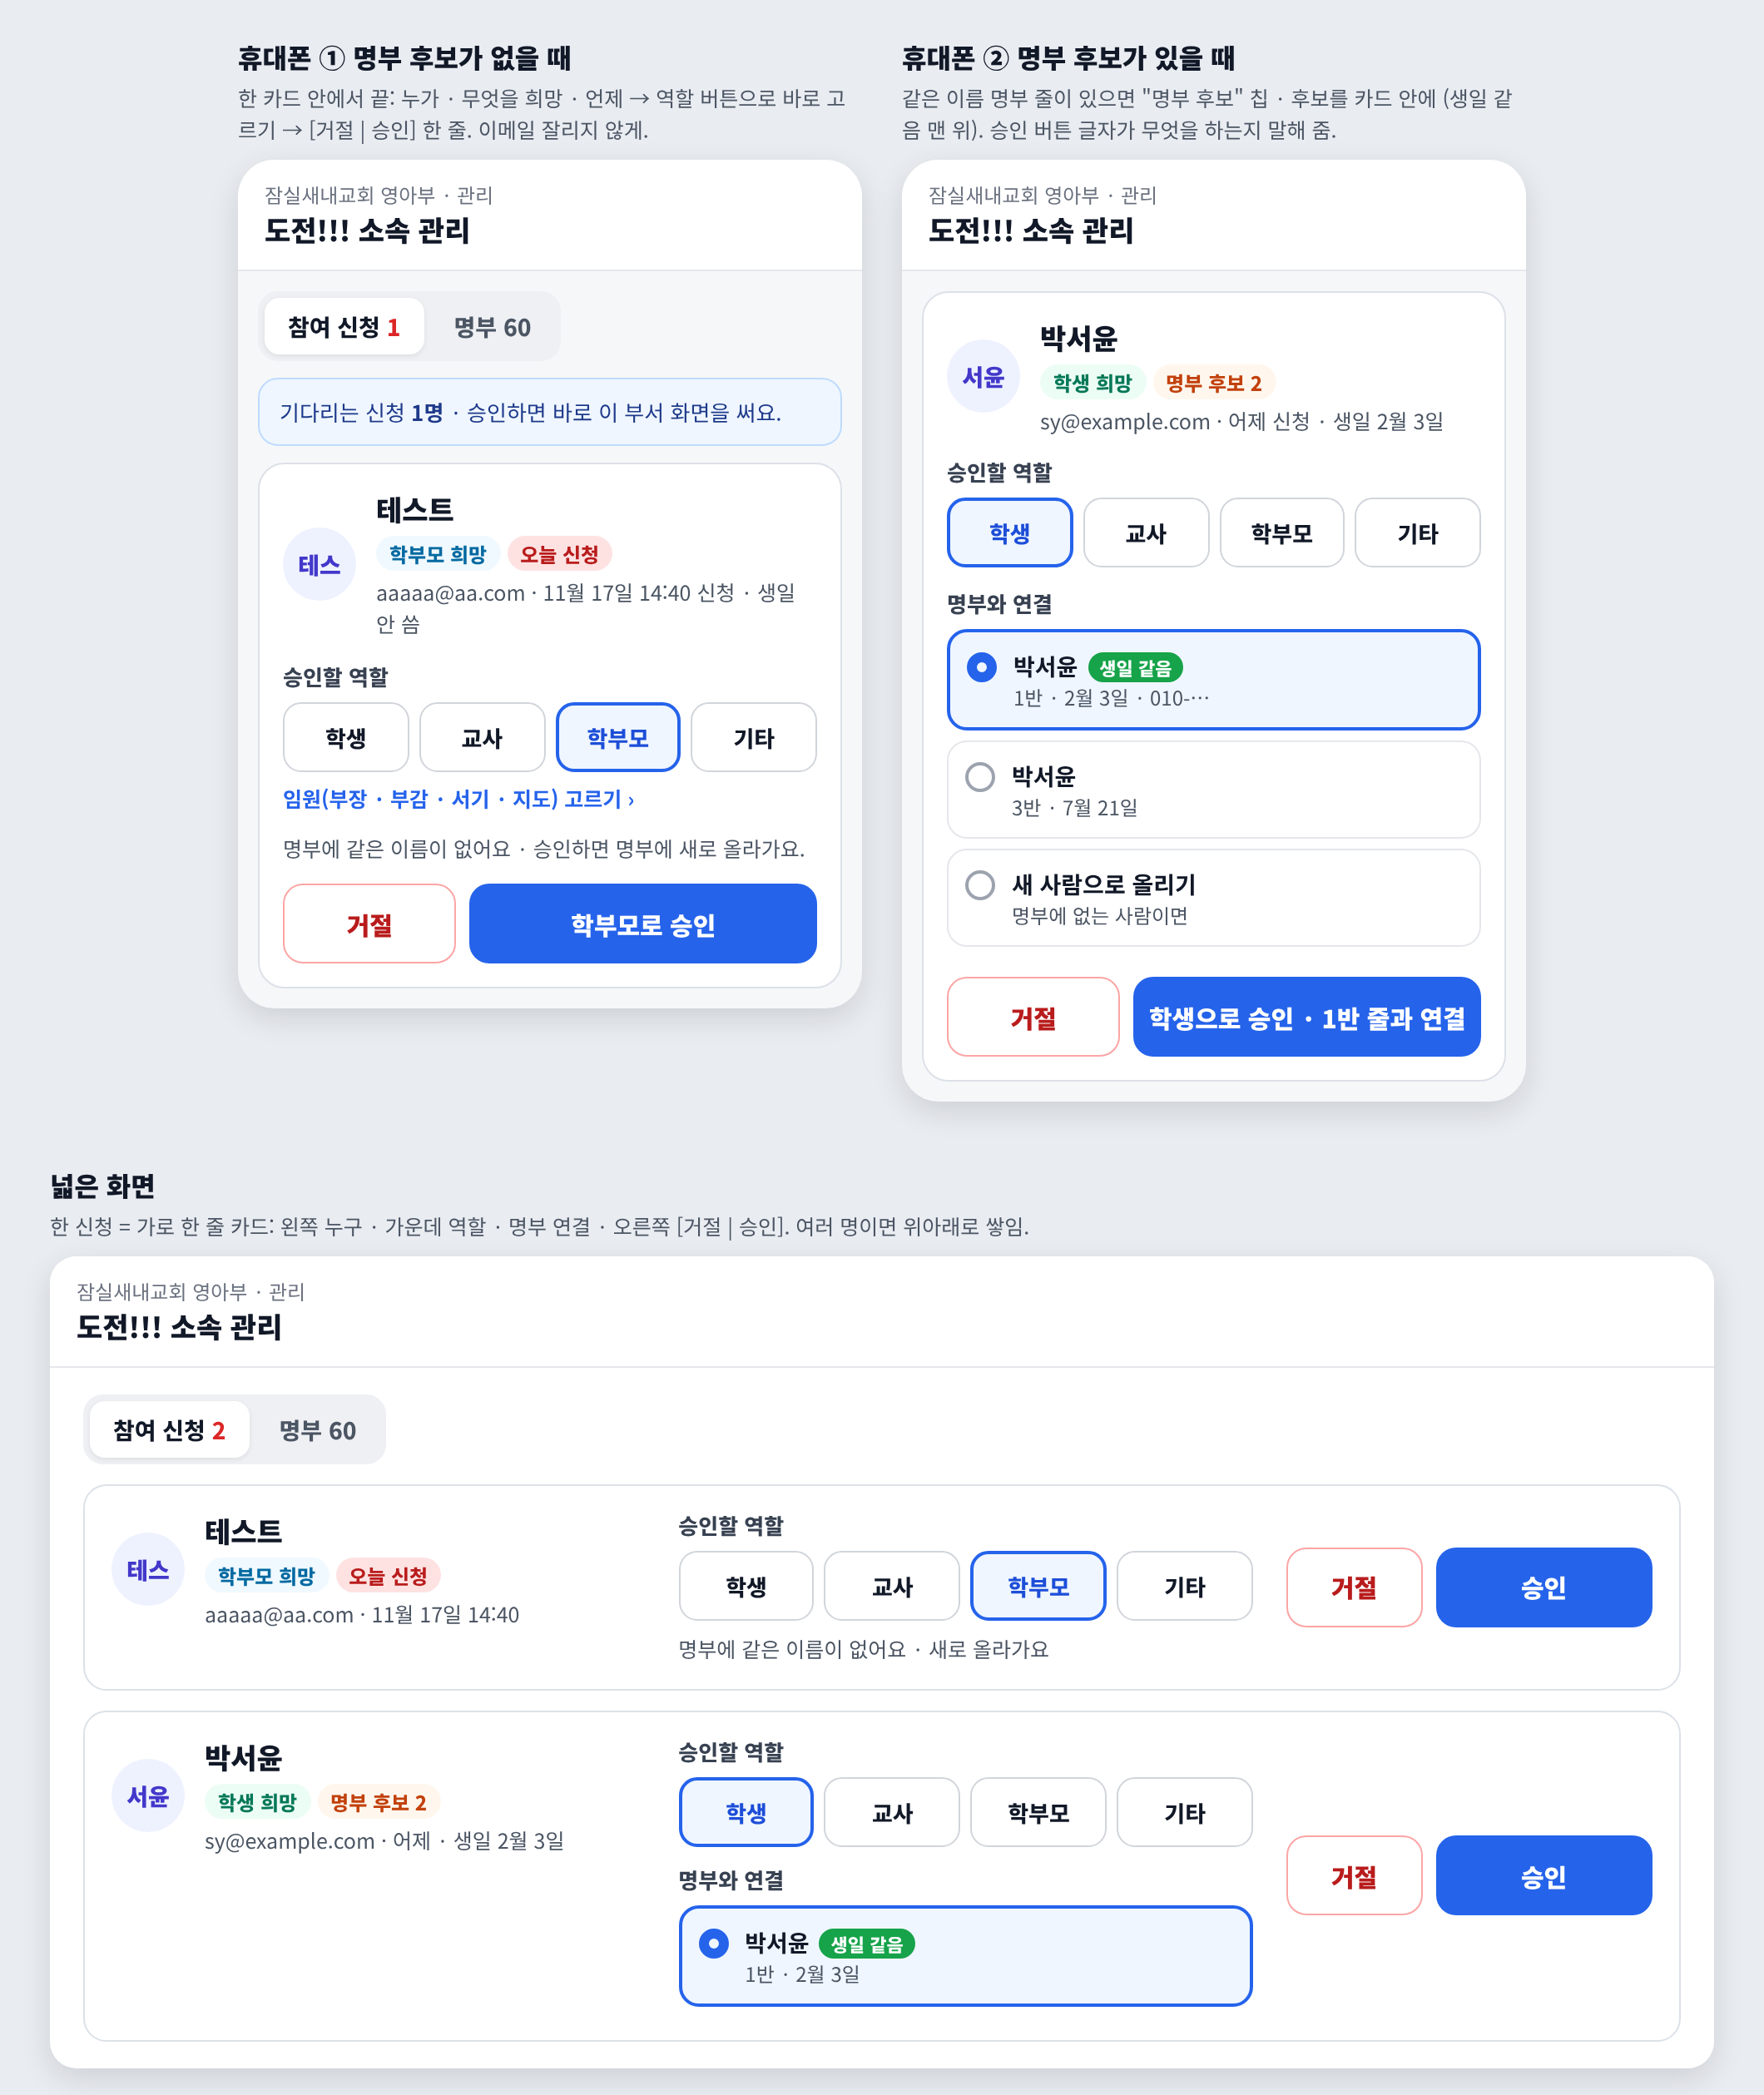 휴대폰 ① 명부 후보가 없을 때
한 카드 안에서 끝: 누가 · 무엇을 희망 · 언제 → 역할 버튼으로 바로 고
르기 → [거절 | 승인] 한 줄. 이메일 잘리지 않게.
잠실새내교회 영아부 · 관리
도전!!! 소속 관리
참여 신청 1
명부 60
기다리는 신청 1명 · 승인하면 바로 이 부서 화면을 써요.
테스
테스트
학부모 희망
오늘 신청
aaaaa@aa.com · 11월 17일 14:40 신청 · 생일
안 씀
승인할 역할
학생
교사
학부모
기타
임원(부장 · 부감 · 서기 · 지도) 고르기 ›
명부에 같은 이름이 없어요 · 승인하면 명부에 새로 올라가요.
거절
학부모로 승인
휴대폰 ② 명부 후보가 있을 때
같은 이름 명부 줄이 있으면 "명부 후보" 칩 · 후보를 카드 안에 (생일 같
음 맨 위). 승인 버튼 글자가 무엇을 하는지 말해 줌.
잠실새내교회 영아부 · 관리
도전!!! 소속 관리
서윤
박서윤
학생 희망
명부 후보 2
sy@example.com · 어제 신청 · 생일 2월 3일
승인할 역할
학생
교사
학부모
기타
명부와 연결
박서윤 생일 같음
1반 · 2월 3일 · 010-…
박서윤
3반 · 7월 21일
새 사람으로 올리기
명부에 없는 사람이면
거절
학생으로 승인 · 1반 줄과 연결
넓은 화면
한 신청 = 가로 한 줄 카드: 왼쪽 누구 · 가운데 역할 · 명부 연결 · 오른쪽 [거절 | 승인]. 여러 명이면 위아래로 쌓임.
잠실새내교회 영아부 · 관리
도전!!! 소속 관리
참여 신청 2
명부 60
테스
테스트
학부모 희망
오늘 신청
aaaaa@aa.com · 11월 17일 14:40
승인할 역할
학생
교사
학부모
기타
명부에 같은 이름이 없어요 · 새로 올라가요
거절
승인
서윤
박서윤
학생 희망
명부 후보 2
sy@example.com · 어제 · 생일 2월 3일
승인할 역할
학생
교사
학부모
기타
명부와 연결
박서윤 생일 같음
1반 · 2월 3일
거절
승인